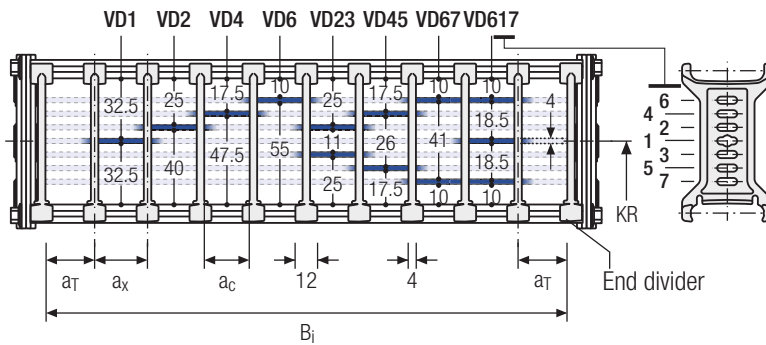 VD1 VD2 VD4 VD6 VD23 VD45 VD67 VD617
10 10 10
17.5 17.5
25 25 4
32.5 18.5
6
4
2
11 26 41 1
40 47.5 55 3
32.5 18.5 5
25 17.5 7
10 10
KR
aT ax ac 12 4 aT End divider
Bi